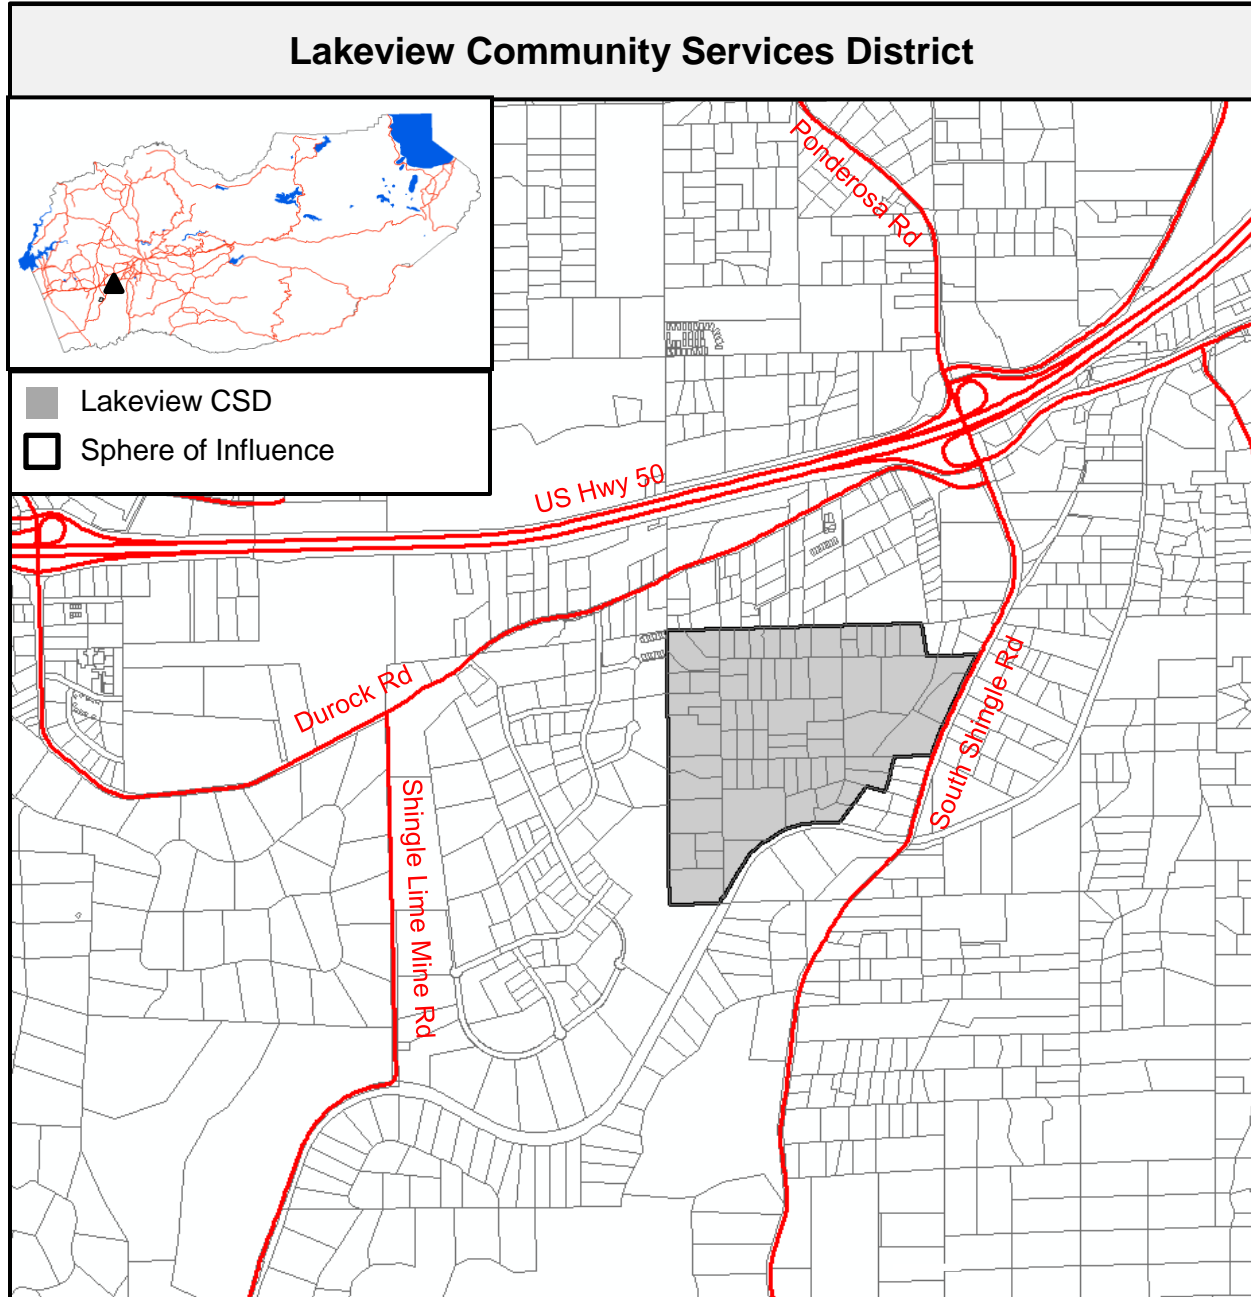 Lakeview Community Services District
Lakeview CSD
Sphere of Influence
Ponderosa Rd
US Hwy 50
Durock Rd
Shingle Lime Mine Rd
South Shingle Rd